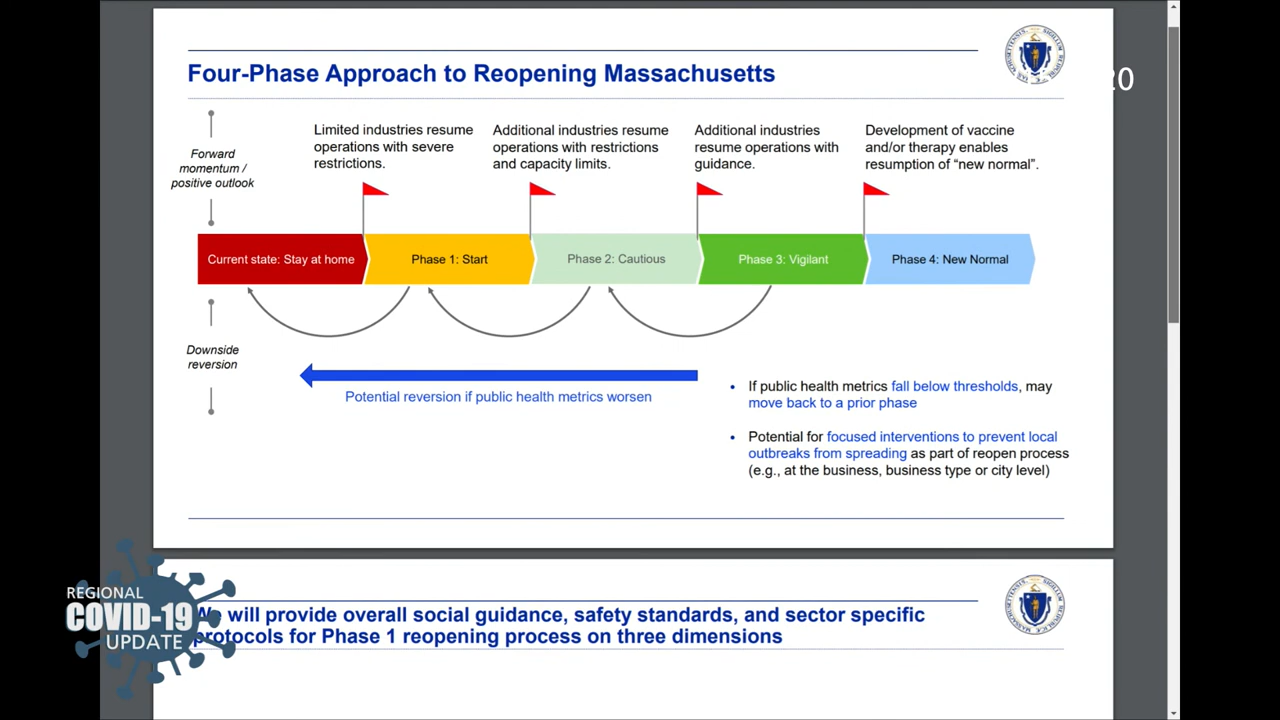 Four-Phase Approach to Reopening Massachusetts
20
Forward
momentum /
positive outlook
Limited industries resume
operations with severe
restrictions.
Additional industries resume
operations with restrictions
and capacity limits.
Additional industries
resume operations with
guidance.
Development of vaccine
and/or therapy enables
resumption of “new normal”.
Current state: Stay at home
Phase 1: Start
Phase 2: Cautious
Phase 3: Vigilant
Phase 4: New Normal
Downside
reversion
Potential reversion if public health metrics worsen
• If public health metrics fall below thresholds, may
move back to a prior phase
• Potential for focused interventions to prevent local
outbreaks from spreading as part of reopen process
(e.g., at the business, business type or city level)
We will provide overall social guidance, safety standards, and sector specific
protocols for Phase 1 reopening process on three dimensions
REGIONAL
COVID-19
UPDATE